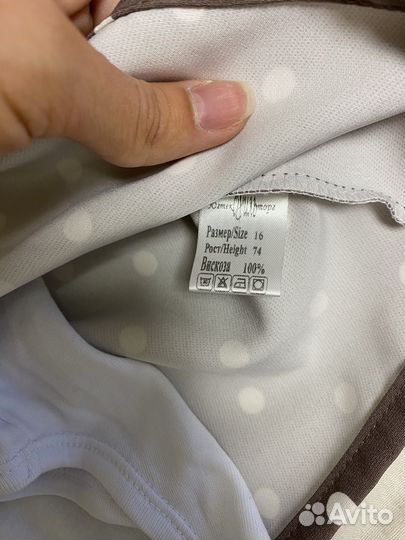 Размер/Size 16
Рост/Height 74
Вискоза 100%
Avito